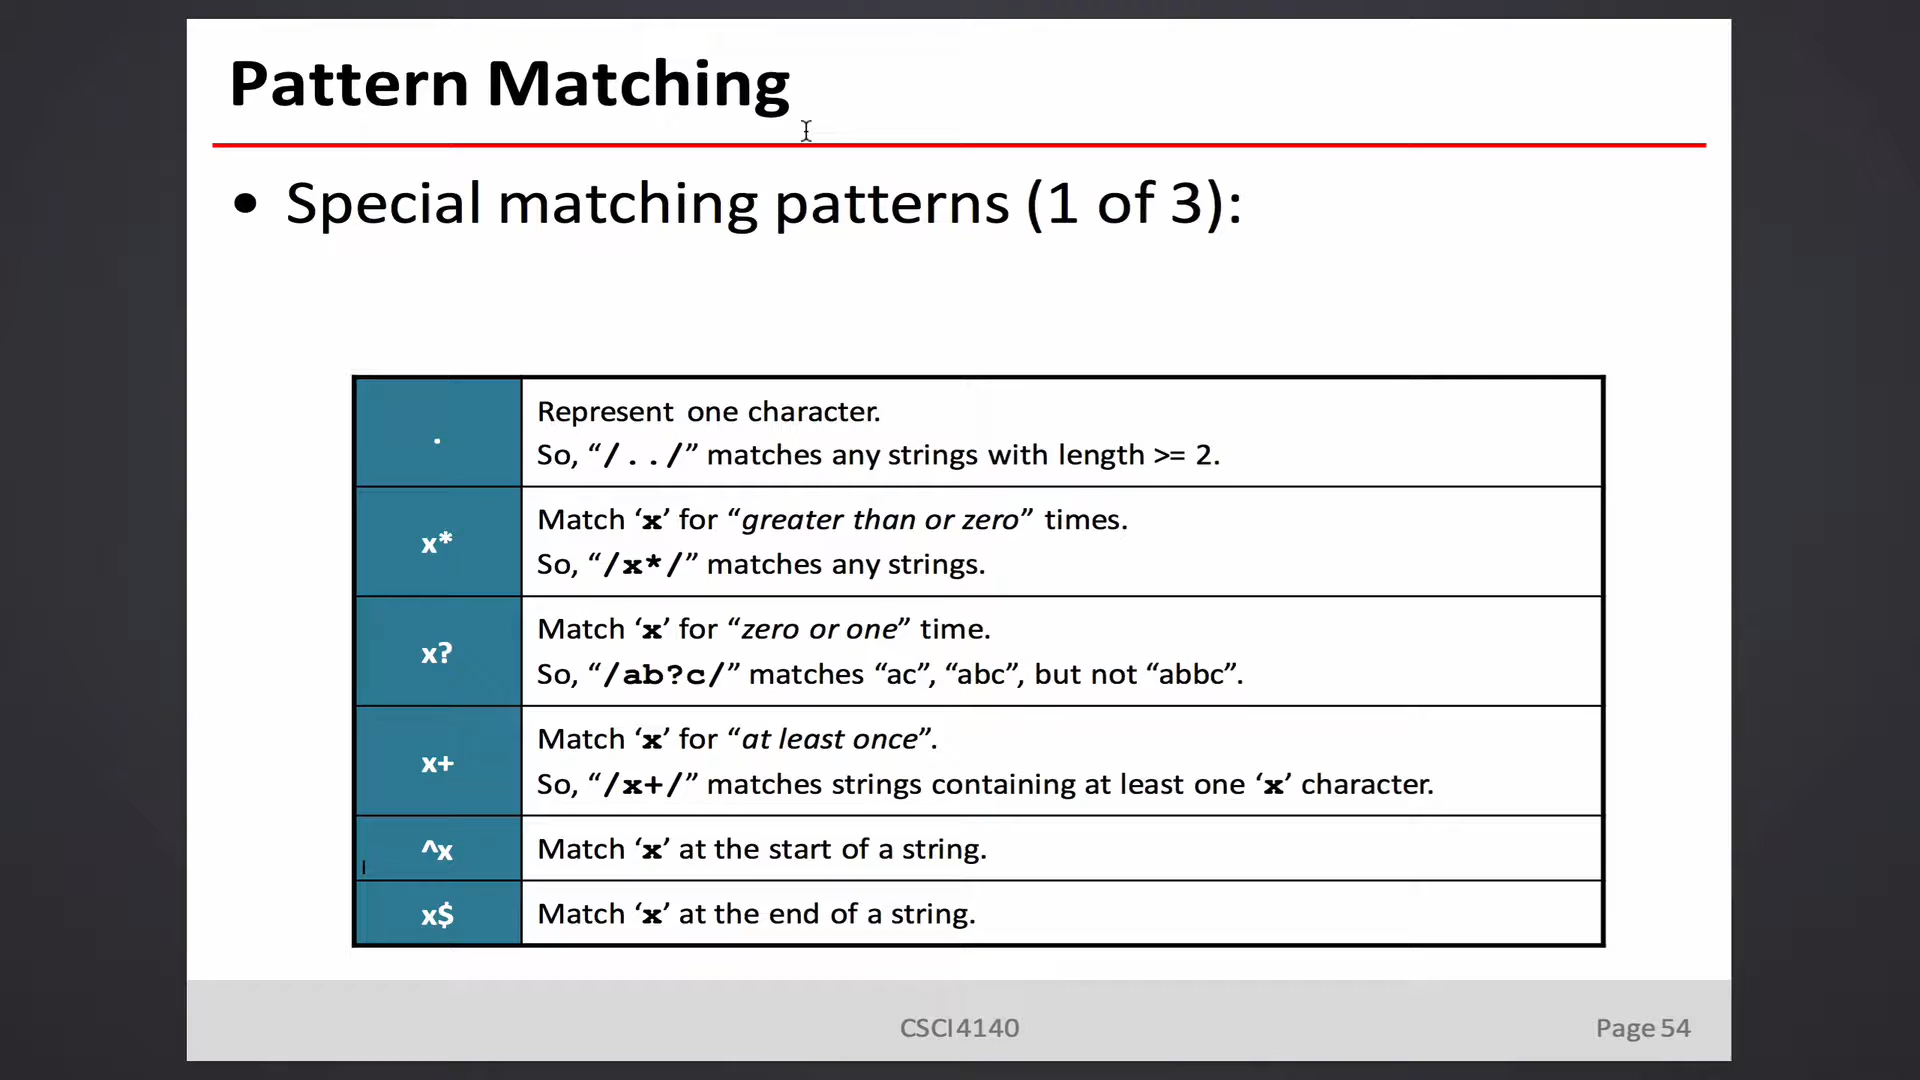 Pattern Matching
• Special matching patterns (1 of 3):
.
Represent one character.
So, “/../” matches any strings with length >= 2.
x*
Match ‘x’ for “greater than or zero” times.
So, “/x*/” matches any strings.
x?
Match ‘x’ for “zero or one” time.
So, “/ab?c/” matches “ac”, “abc”, but not “abbc”.
x+
Match ‘x’ for “at least once”.
So, “/x+/” matches strings containing at least one ‘x’ character.
^x
Match ‘x’ at the start of a string.
x$
Match ‘x’ at the end of a string.
CSCI4140
Page 54